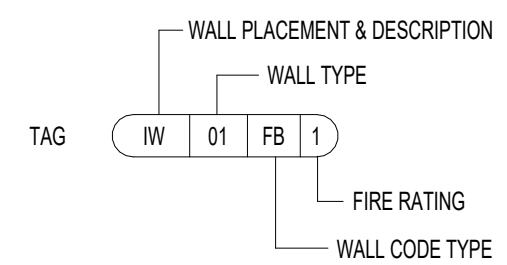 WALL PLACEMENT & DESCRIPTION
WALL TYPE
TAG IW 01 FB 1
FIRE RATING
WALL CODE TYPE